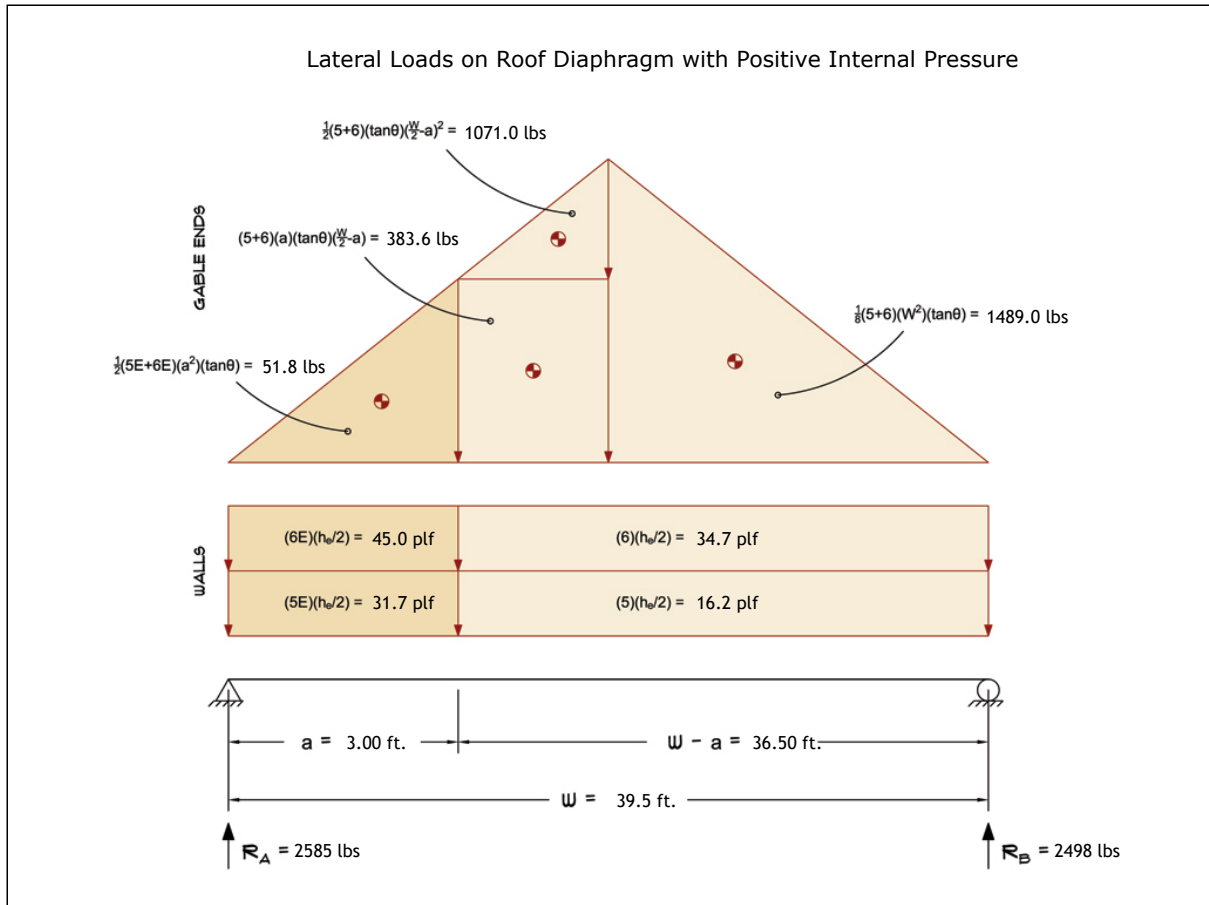 Lateral Loads on Roof Diaphragm with Positive Internal Pressure
½(5+6)(tanθ)(W/2-a)² = 1071.0 lbs
GABLE ENDS
(5+6)(a)(tanθ)(W/2-a) = 383.6 lbs
⅛(5+6)(W²)(tanθ) = 1489.0 lbs
½(5E+6E)(a²)(tanθ) = 51.8 lbs
WALLS
(6E)(hₑ/2) = 45.0 plf
(6)(hₑ/2) = 34.7 plf
(5E)(hₑ/2) = 31.7 plf
(5)(hₑ/2) = 16.2 plf
a = 3.00 ft.
W - a = 36.50 ft.
W = 39.5 ft.
R_A = 2585 lbs
R_B = 2498 lbs